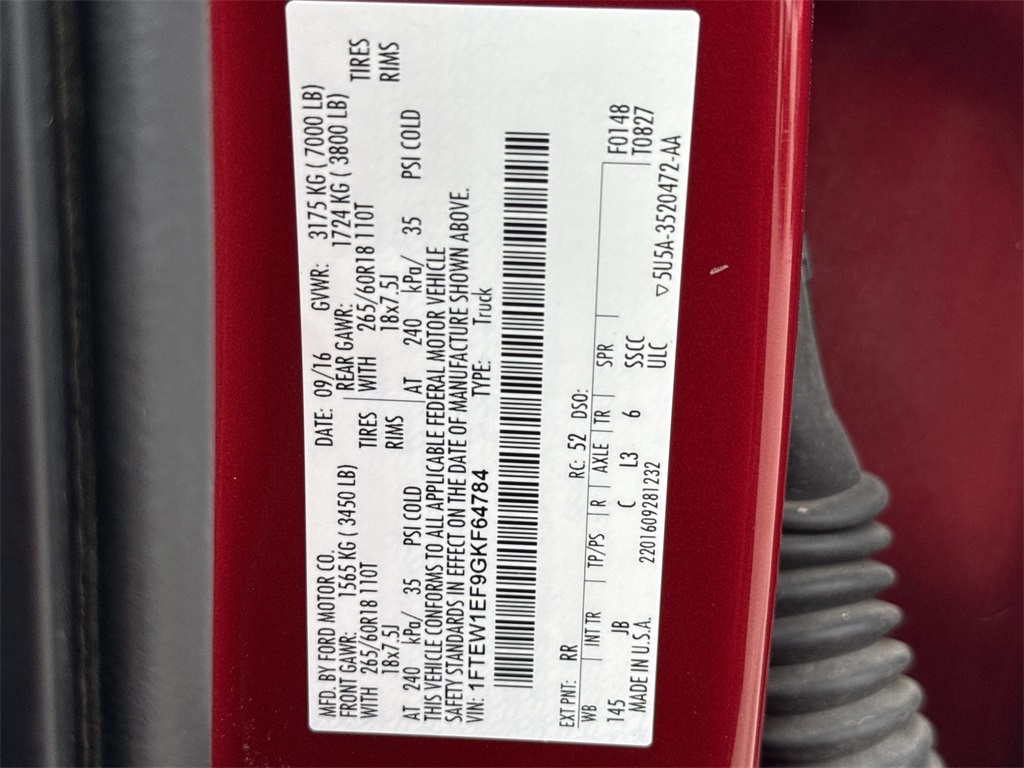 MFD. BY FORD MOTOR CO. DATE: 09/16 GVWR: 3175 KG ( 7000 LB)
FRONT GAWR: 1565 KG ( 3450 LB) REAR GAWR: 1724 KG ( 3800 LB)
WITH 265/60R18 110T TIRES WITH 265/60R18 110T TIRES
18x7.5J RIMS 18x7.5J RIMS
AT 240 kPa/ 35 PSI COLD AT 240 kPa/ 35 PSI COLD
THIS VEHICLE CONFORMS TO ALL APPLICABLE FEDERAL MOTOR VEHICLE
SAFETY STANDARDS IN EFFECT ON THE DATE OF MANUFACTURE SHOWN ABOVE.
VIN: 1FTEW1EF9GKF64784 TYPE: Truck
EXT PNT: RR RC: 52 DSO:
WB INT TR TP/PS R AXLE TR SPR F0148
145 JB C L3 6 SSCC T0827
MADE IN U.S.A. 220160928 1232 ULC ▽5U5A-3520472-AA